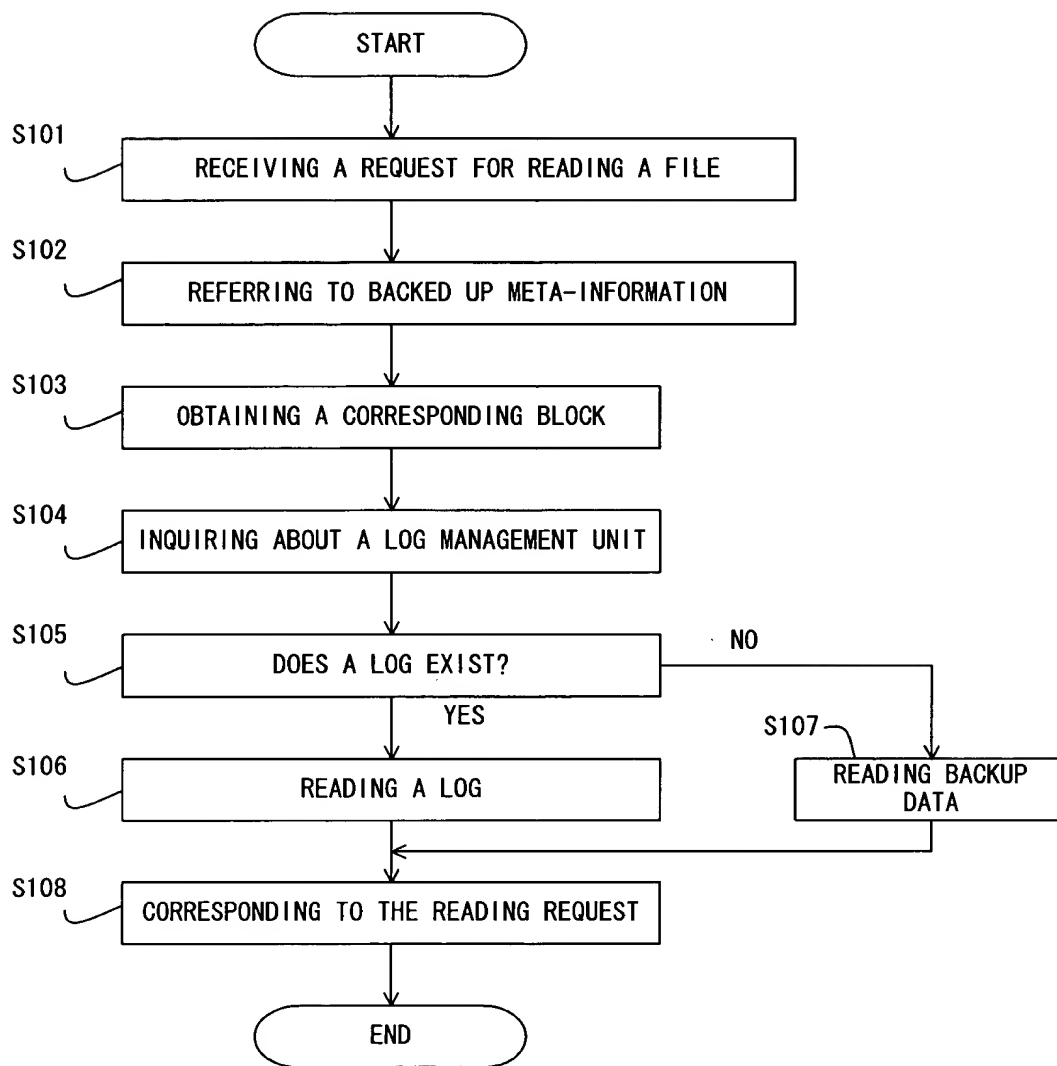 START
S101
RECEIVING A REQUEST FOR READING A FILE
S102
REFERRING TO BACKED UP META-INFORMATION
S103
OBTAINING A CORRESPONDING BLOCK
S104
INQUIRING ABOUT A LOG MANAGEMENT UNIT
S105
DOES A LOG EXIST?
NO
YES
S107
S106
READING A LOG
READING BACKUP
DATA
S108
CORRESPONDING TO THE READING REQUEST
END